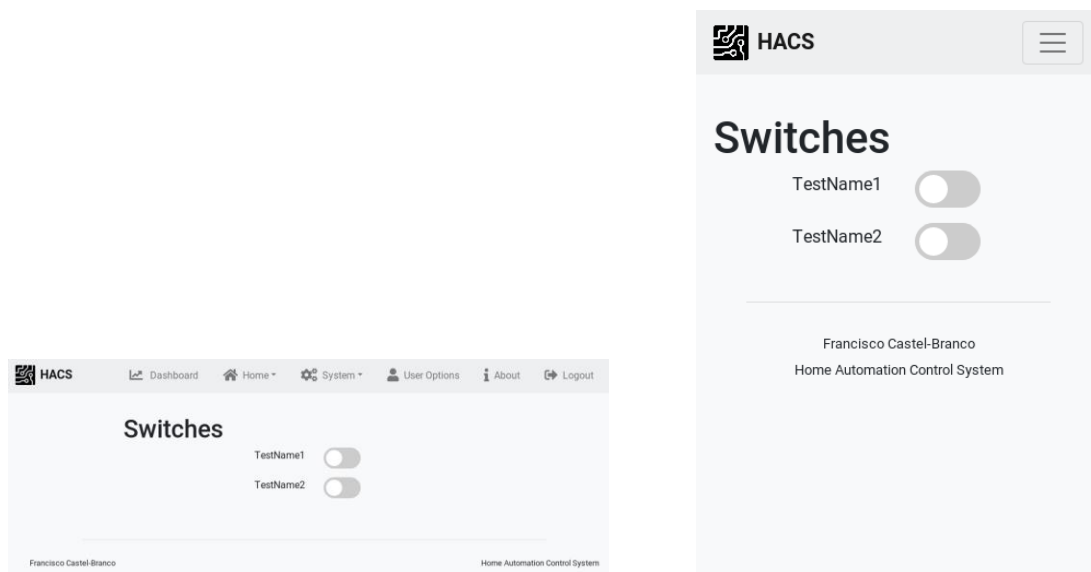 HACS Dashboard Home System User Options About Logout
Switches
TestName1
TestName2
Francisco Castel-Branco Home Automation Control System
HACS
Switches
TestName1
TestName2
Francisco Castel-Branco
Home Automation Control System